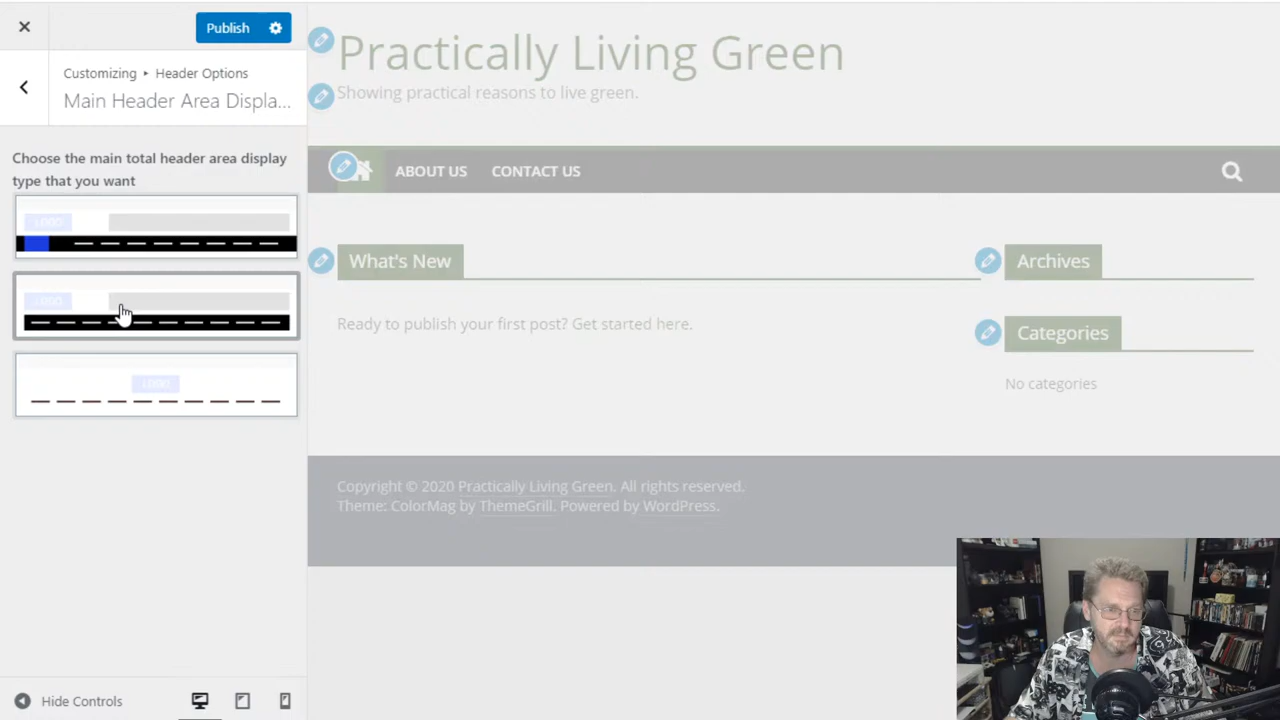 Publish
Customizing ▸ Header Options
Main Header Area Displa...
Choose the main total header area display
type that you want
LOGO
LOGO
LOGO
Hide Controls
Practically Living Green
Showing practical reasons to live green.
ABOUT US
CONTACT US
What's New
Ready to publish your first post? Get started here.
Archives
Categories
No categories
Copyright © 2020 Practically Living Green. All rights reserved.
Theme: ColorMag by ThemeGrill. Powered by WordPress.